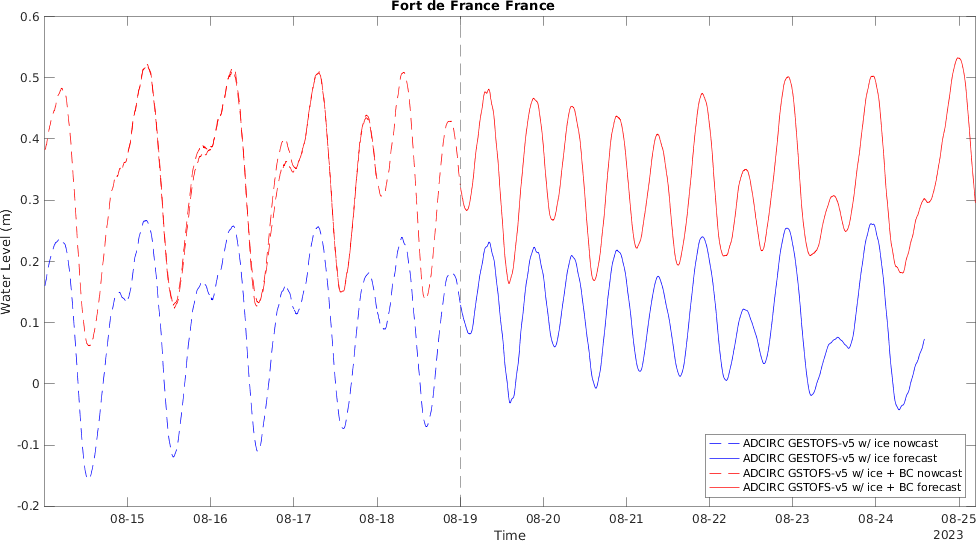 Fort de France France
0.6
0.5
0.4
0.3
0.2
0.1
0
-0.1
-0.2
Water Level (m)
ADCIRC GESTOFS-v5 w/ ice nowcast
ADCIRC GESTOFS-v5 w/ ice forecast
ADCIRC GSTOFS-v5 w/ ice + BC nowcast
ADCIRC GSTOFS-v5 w/ ice + BC forecast
08-15 08-16 08-17 08-18 08-19 08-20 08-21 08-22 08-23 08-24 08-25
Time
2023